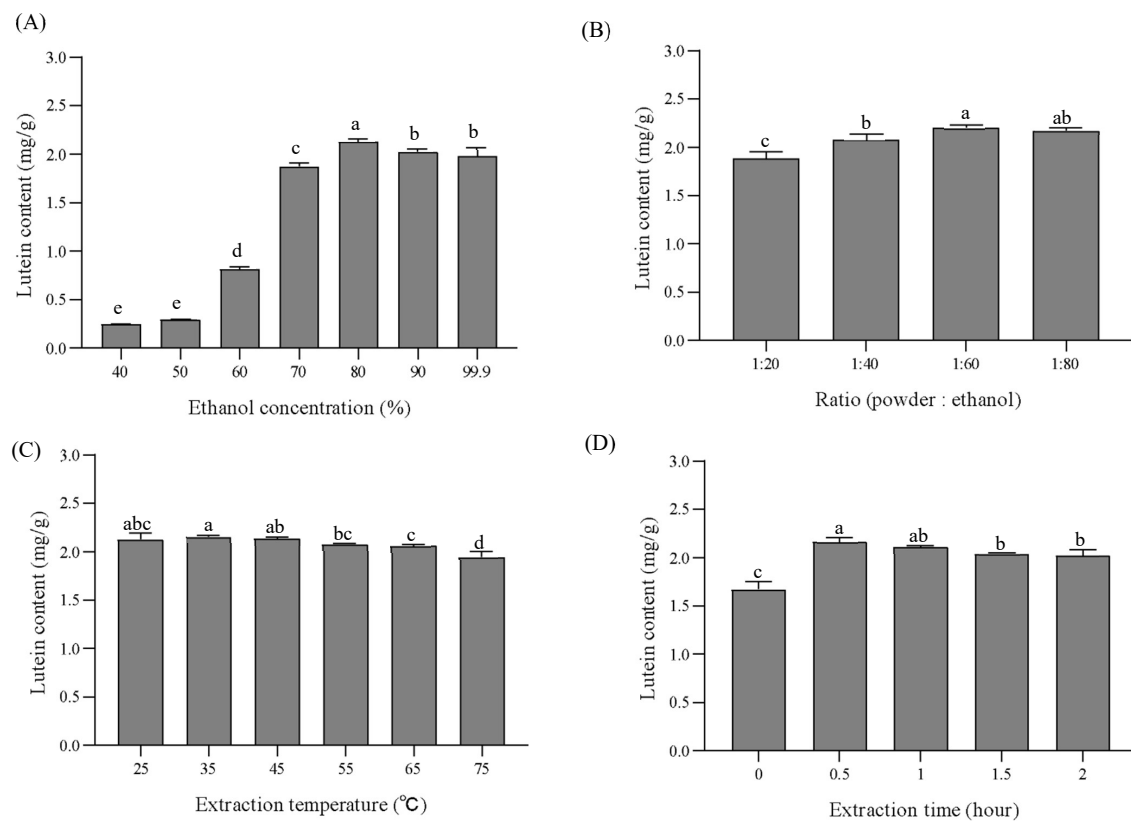 (A)
3.0
2.5
2.0
1.5
1.0
0.5
0.0
Lutein content (mg/g)
e e d c a b b
40 50 60 70 80 90 99.9
Ethanol concentration (%)
(B)
3.0
2.5
2.0
1.5
1.0
0.5
0.0
Lutein content (mg/g)
c b a ab
1:20 1:40 1:60 1:80
Ratio (powder : ethanol)
(C)
3.0
2.5
2.0
1.5
1.0
0.5
0.0
Lutein content (mg/g)
abc a ab bc c d
25 35 45 55 65 75
Extraction temperature (℃)
(D)
3.0
2.5
2.0
1.5
1.0
0.5
0.0
Lutein content (mg/g)
c a ab b b
0 0.5 1 1.5 2
Extraction time (hour)